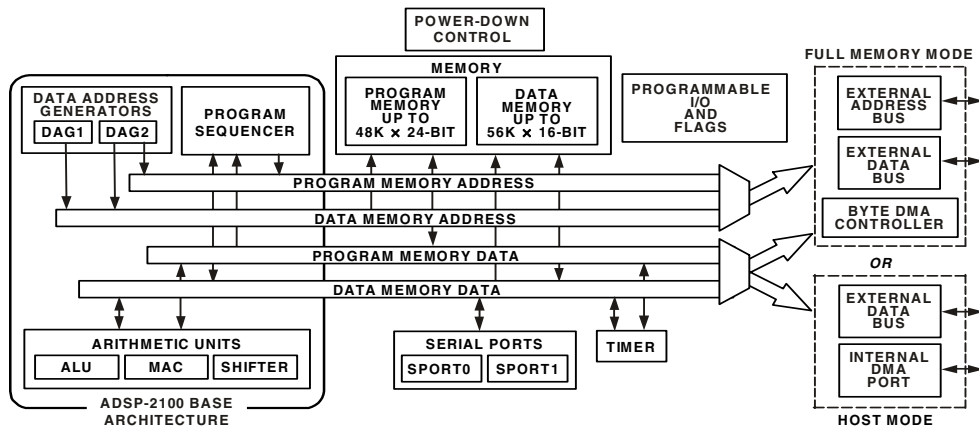 POWER-DOWN
CONTROL
FULL MEMORY MODE
MEMORY
PROGRAM
MEMORY
UP TO
48K × 24-BIT
DATA
MEMORY
UP TO
56K × 16-BIT
PROGRAMMABLE
I/O
AND
FLAGS
DATA ADDRESS
GENERATORS
DAG1
DAG2
PROGRAM
SEQUENCER
EXTERNAL
ADDRESS
BUS
EXTERNAL
DATA
BUS
BYTE DMA
CONTROLLER
PROGRAM MEMORY ADDRESS
DATA MEMORY ADDRESS
PROGRAM MEMORY DATA
DATA MEMORY DATA
OR
EXTERNAL
DATA
BUS
INTERNAL
DMA
PORT
HOST MODE
ARITHMETIC UNITS
ALU
MAC
SHIFTER
SERIAL PORTS
SPORT0
SPORT1
TIMER
ADSP-2100 BASE
ARCHITECTURE